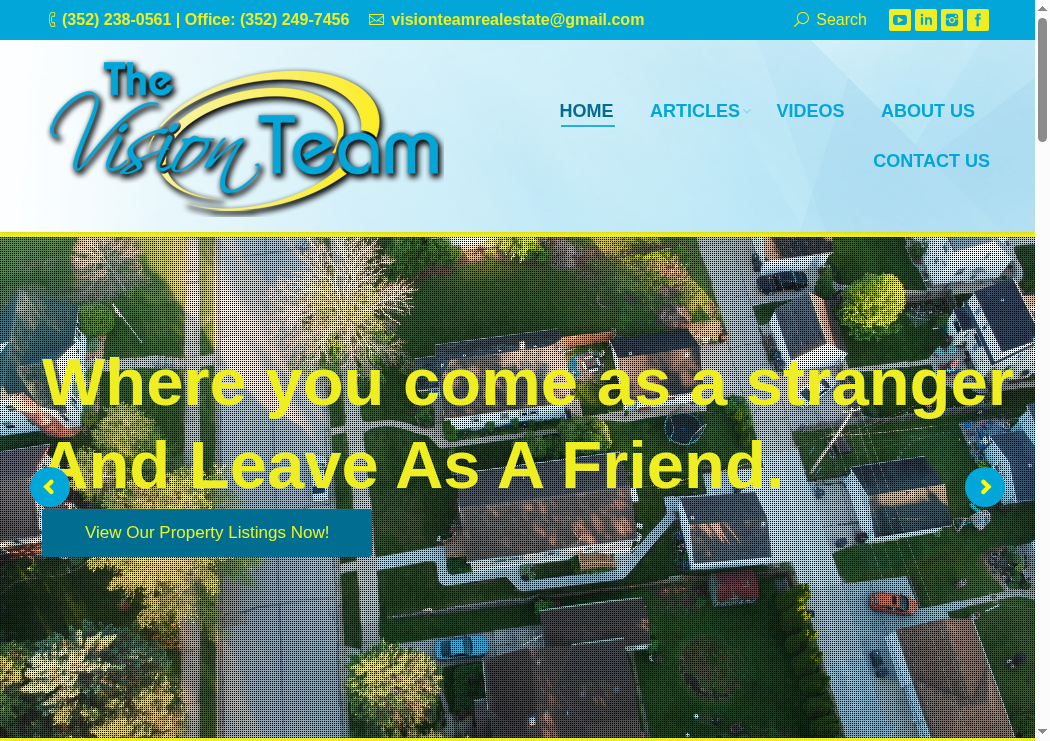 (352) 238-0561 | Office: (352) 249-7456 visionteamrealestate@gmail.com Search
The
Vision Team
HOME ARTICLES VIDEOS ABOUT US
CONTACT US
Where you come as a stranger
And Leave As A Friend.
View Our Property Listings Now!